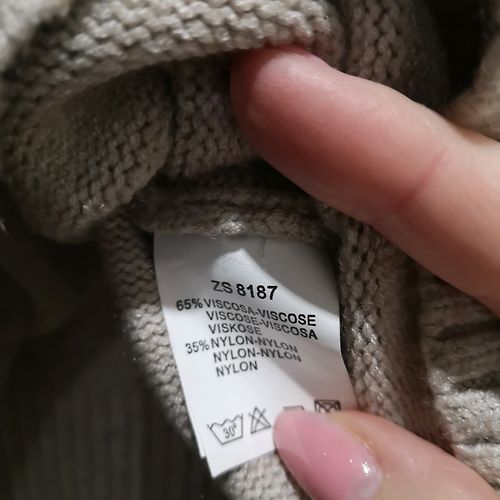 ZS 8187
65% VISCOSA-VISCOSE
VISCOSE-VISCOSA
VISKOSE
35% NYLON-NYLON
NYLON-NYLON
NYLON
30°